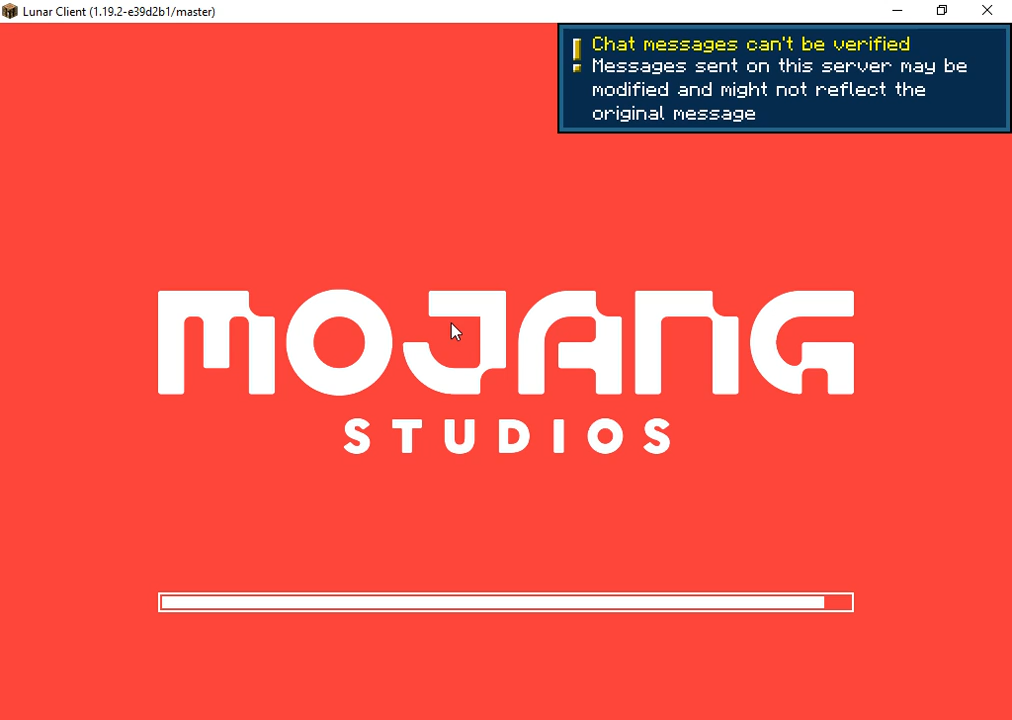 Lunar Client (1.19.2-e39d2b1/master)
Chat messages can't be verified
Messages sent on this server may be
modified and might not reflect the
original message
MOJANG
STUDIOS